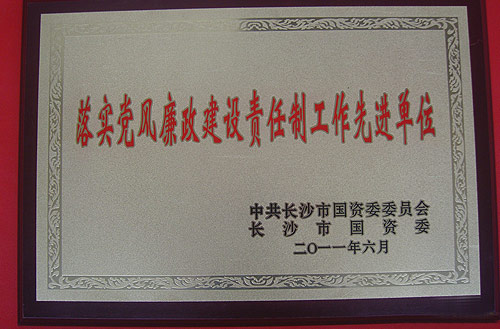 落实党风廉政建设责任制工作先进单位
中共长沙市国资委委员会
长沙市国资委
二〇一一年六月